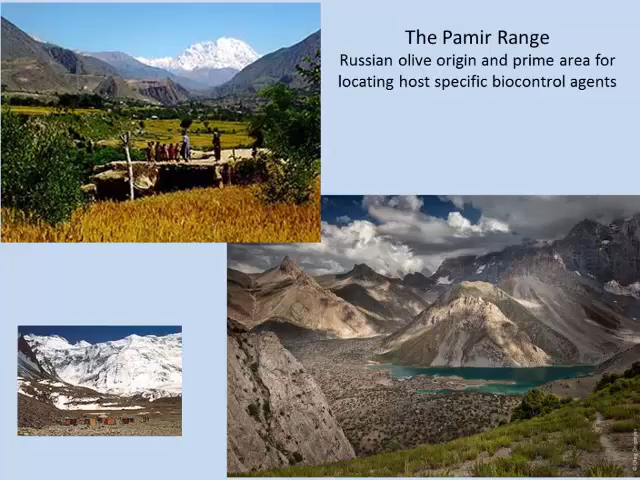 The Pamir Range
Russian olive origin and prime area for
locating host specific biocontrol agents